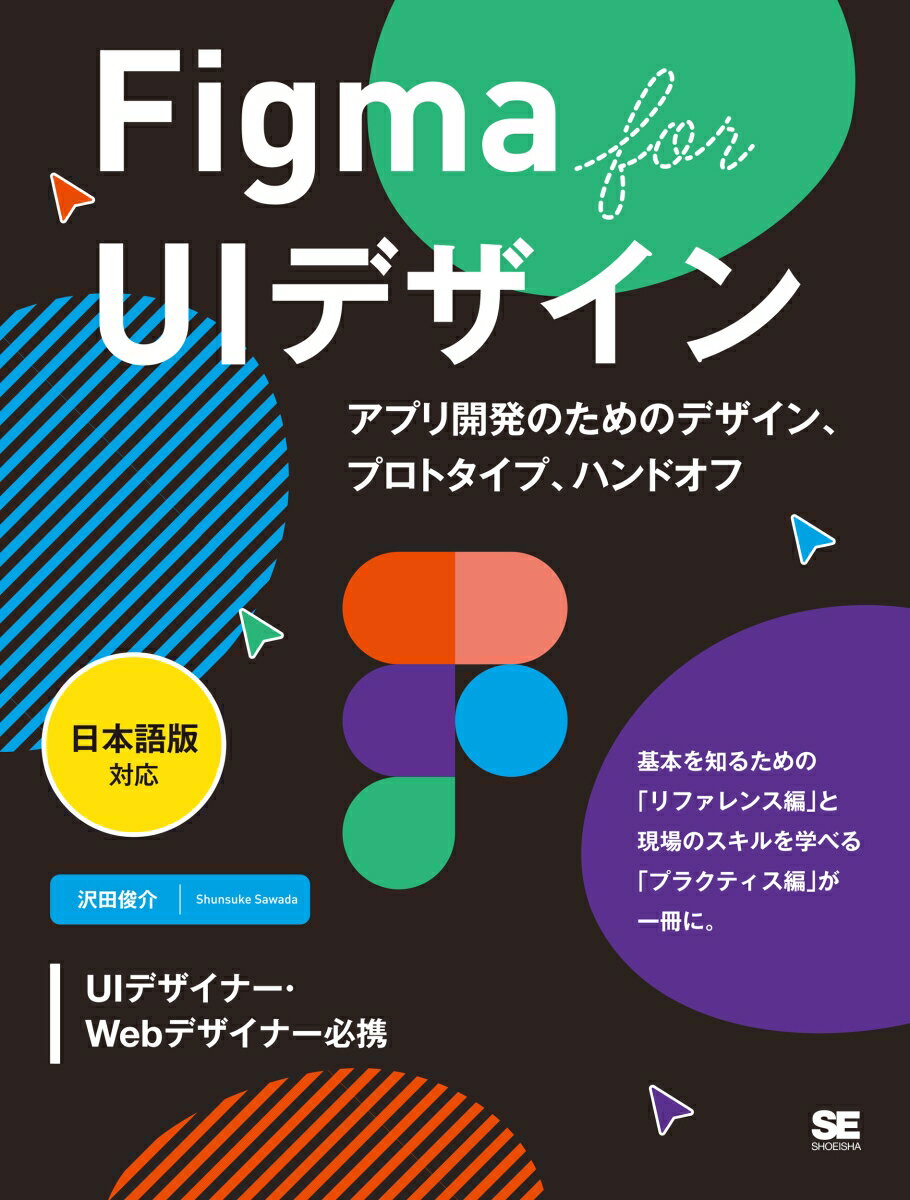 Figma for
UIデザイン
アプリ開発のためのデザイン、
プロトタイプ、ハンドオフ
日本語版
対応
基本を知るための
「リファレンス編」と
現場のスキルを学べる
「プラクティス編」が
一冊に。
沢田俊介 Shunsuke Sawada
UIデザイナー・
Webデザイナー必携
SE
SHOEISHA